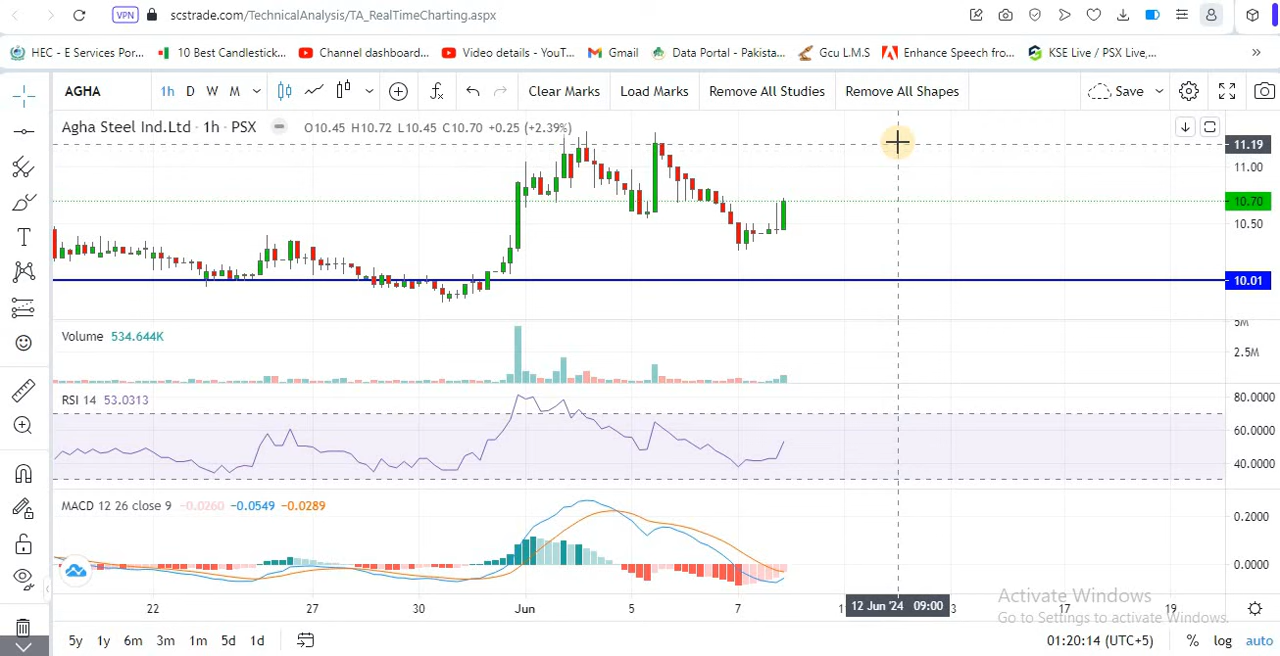 VPN scstrade.com/TechnicalAnalysis/TA_RealTimeCharting.aspx
HEC - E Services Por... 10 Best Candlestick... Channel dashboard... Video details - YouT... Gmail Data Portal - Pakista... Gcu L.M.S Enhance Speech fro... KSE Live / PSX Live,... »
AGHA 1h D W M Clear Marks Load Marks Remove All Studies Remove All Shapes Save
Agha Steel Ind.Ltd · 1h · PSX O10.45 H10.72 L10.45 C10.70 +0.25 (+2.39%)
11.19
11.00
10.70
10.50
10.01
5M
Volume 534.644K
2.5M
RSI 14 53.0313
80.0000
60.0000
40.0000
MACD 12 26 close 9 −0.0260 −0.0549 −0.0289
0.2000
0.0000
Activate Windows
22 27 30 Jun 5 7 1 12 Jun '24 09:00 3 17 19
Go to Settings to activate Windows.
5y 1y 6m 3m 1m 5d 1d 01:20:14 (UTC+5) % log auto